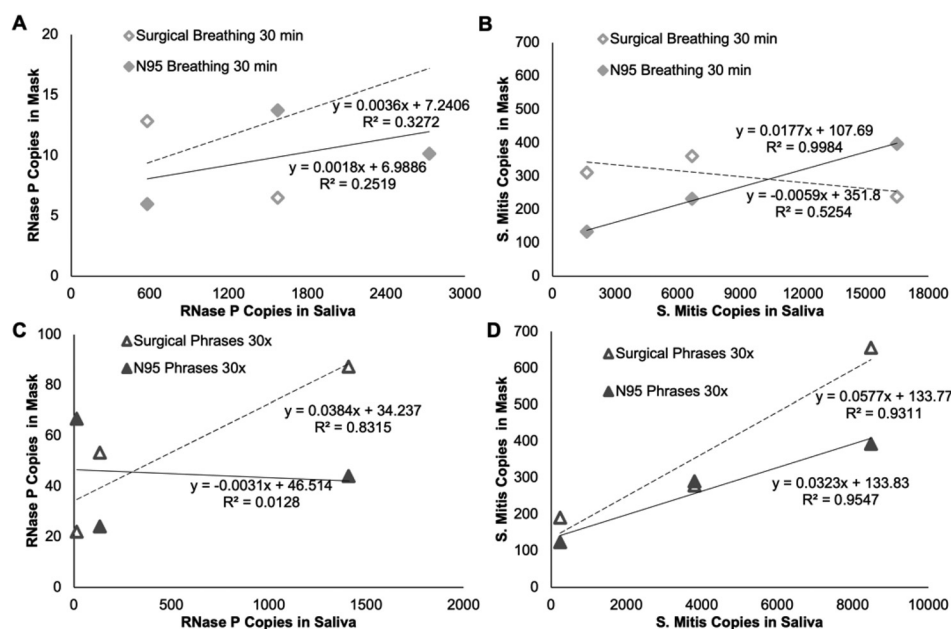 A
20
15
10
5
0
RNase P Copies in Mask
Surgical Breathing 30 min
N95 Breathing 30 min
y = 0.0036x + 7.2406
R² = 0.3272
y = 0.0018x + 6.9886
R² = 0.2519
0 600 1200 1800 2400 3000
RNase P Copies in Saliva
B
700
600
500
400
300
200
100
0
S. Mitis Copies in Mask
Surgical Breathing 30 min
N95 Breathing 30 min
y = 0.0177x + 107.69
R² = 0.9984
y = -0.0059x + 351.8
R² = 0.5254
0 3000 6000 9000 12000 15000 18000
S. Mitis Copies in Saliva
C
100
80
60
40
20
0
RNase P Copies in Mask
Surgical Phrases 30x
N95 Phrases 30x
y = 0.0384x + 34.237
R² = 0.8315
y = -0.0031x + 46.514
R² = 0.0128
0 500 1000 1500 2000
RNase P Copies in Saliva
D
700
600
500
400
300
200
100
0
S. Mitis Copies in Mask
Surgical Phrases 30x
N95 Phrases 30x
y = 0.0577x + 133.77
R² = 0.9311
y = 0.0323x + 133.83
R² = 0.9547
0 2000 4000 6000 8000 10000
S. Mitis Copies in Saliva